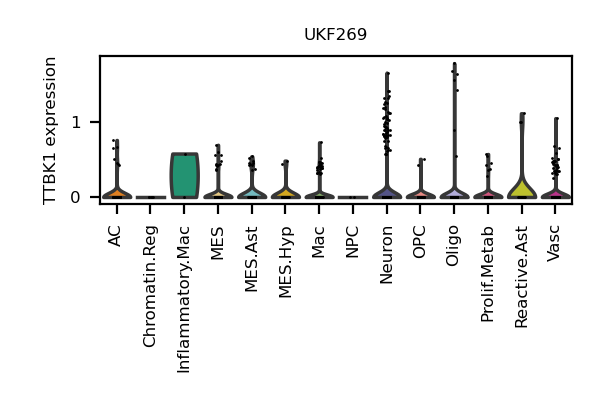 UKF269
TTBK1 expression
1
0
AC
Chromatin.Reg
Inflammatory.Mac
MES
MES.Ast
MES.Hyp
Mac
NPC
Neuron
OPC
Oligo
Prolif.Metab
Reactive.Ast
Vasc